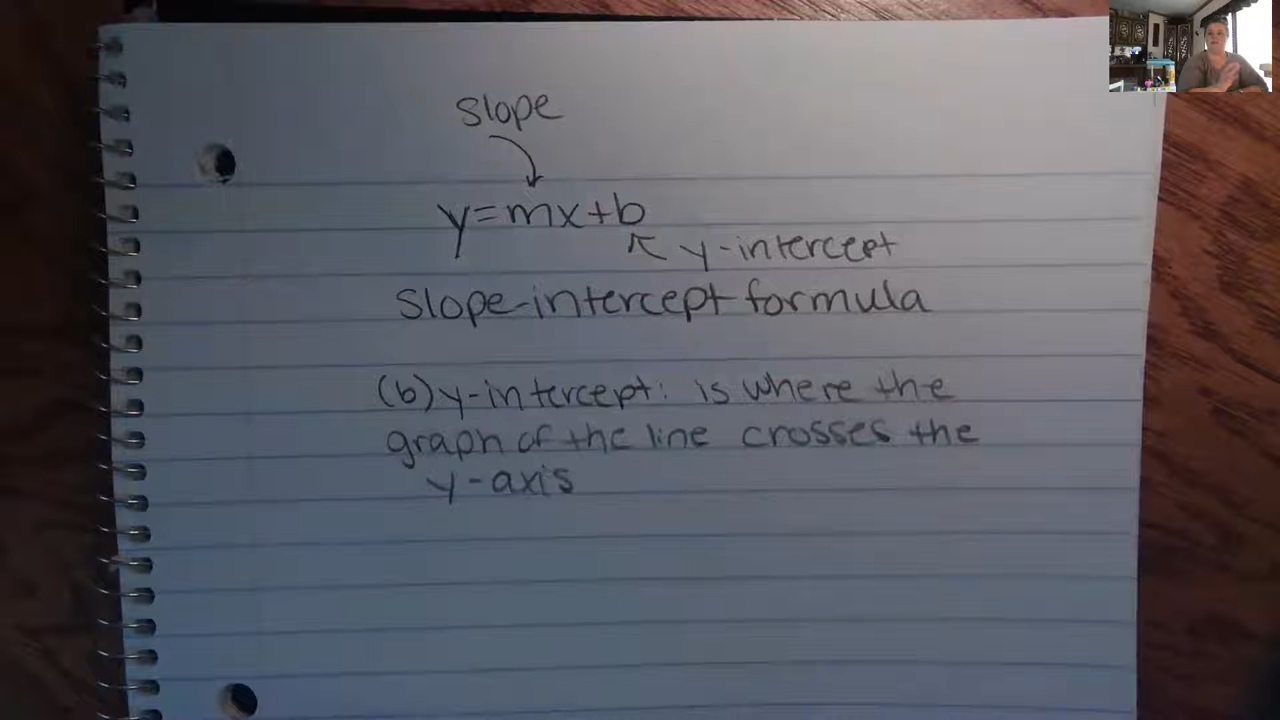 slope
y=mx+b
y-intercept
slope-intercept formula
(b) y-intercept: is where the
graph of the line crosses the
y-axis